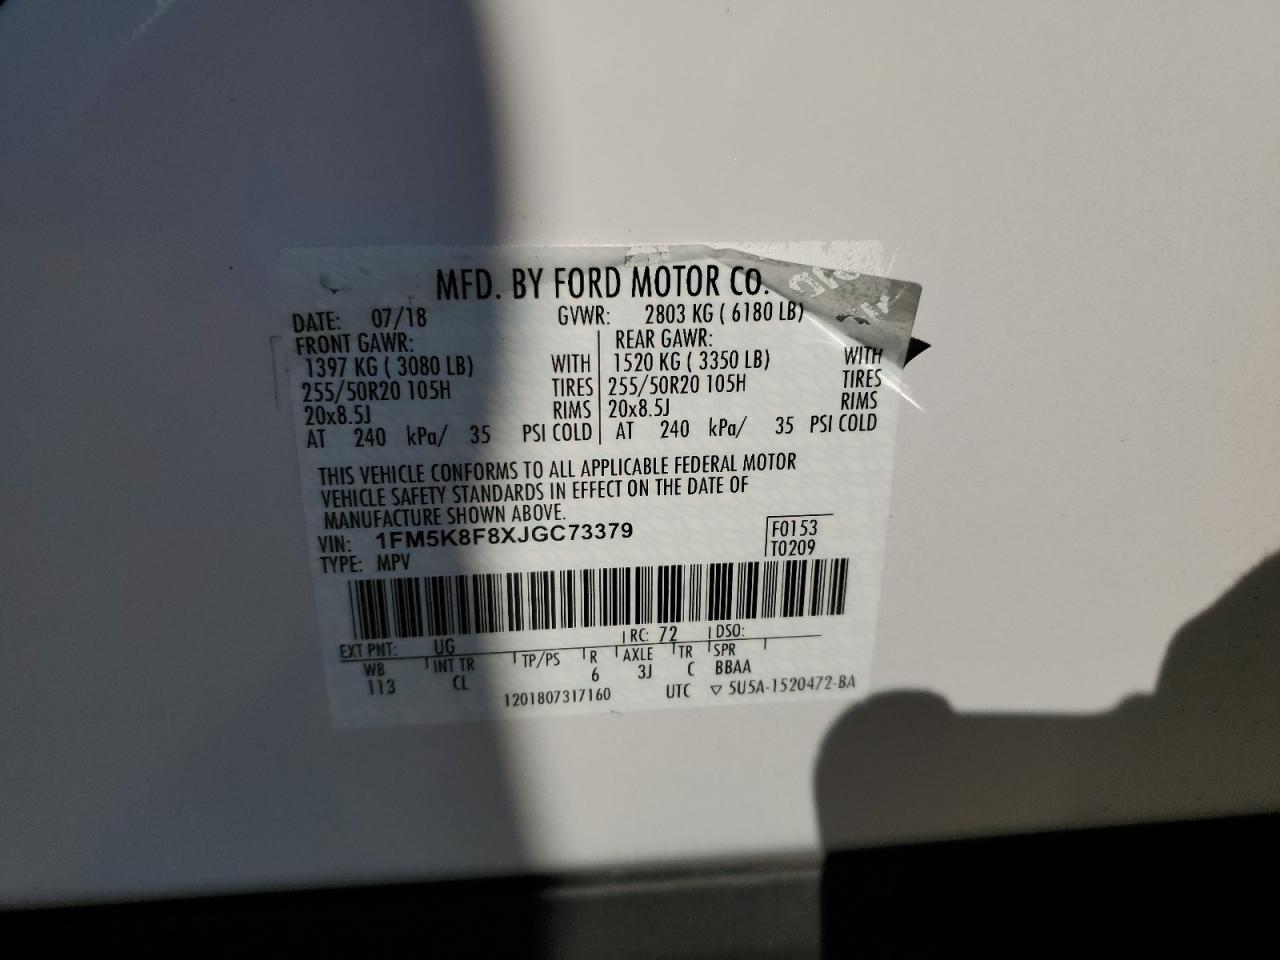 MFD. BY FORD MOTOR CO.
DATE: 07/18 GVWR: 2803 KG ( 6180 LB)
FRONT GAWR: REAR GAWR:
1397 KG ( 3080 LB) WITH 1520 KG ( 3350 LB) WITH
255/50R20 105H TIRES 255/50R20 105H TIRES
20x8.5J RIMS 20x8.5J RIMS
AT 240 kPa/ 35 PSI COLD AT 240 kPa/ 35 PSI COLD
THIS VEHICLE CONFORMS TO ALL APPLICABLE FEDERAL MOTOR
VEHICLE SAFETY STANDARDS IN EFFECT ON THE DATE OF
MANUFACTURE SHOWN ABOVE.
VIN: 1FM5K8F8XJGC73379 F0153
TYPE: MPV T0209
EXT PNT: UG RC: 72 DSO:
WB INT TR TP/PS R AXLE TR SPR
113 CL 6 3J C BBAA
1201807317160 UTC ▽ 5U5A-1520472-BA